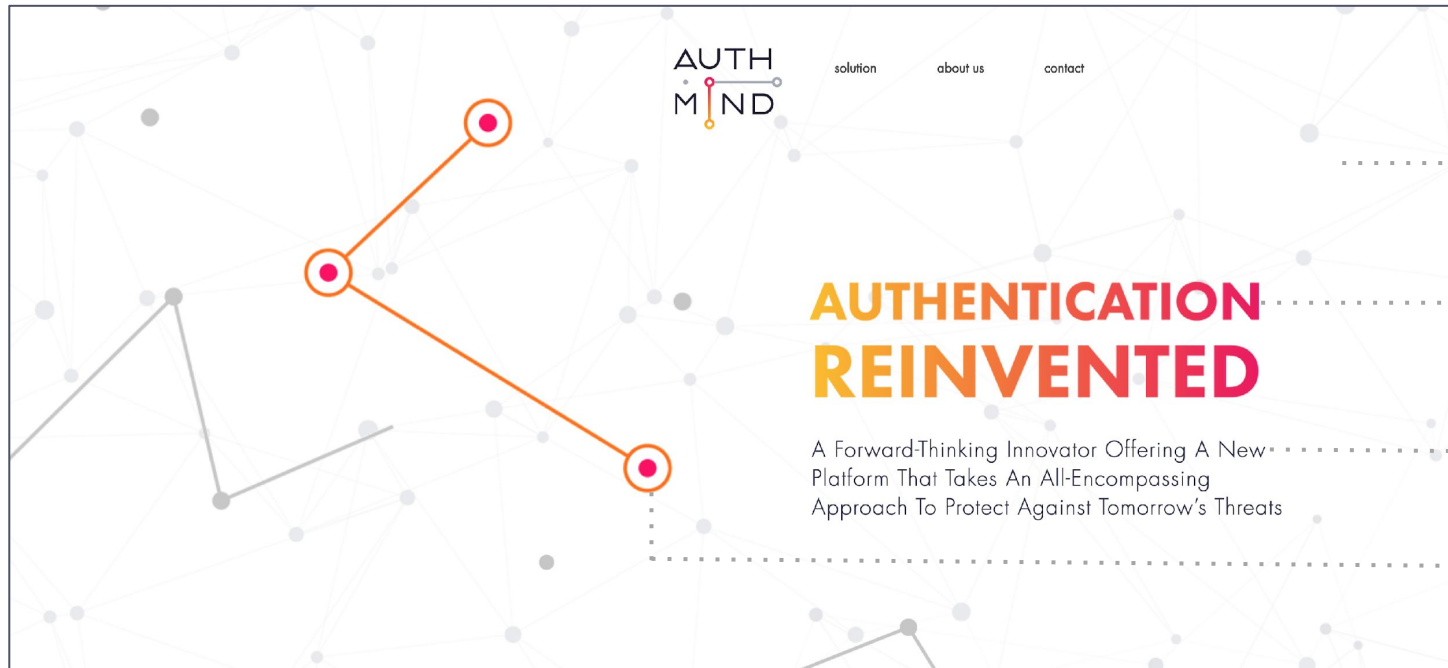 AUTH
MIND
solution
about us
contact
AUTHENTICATION
REINVENTED
A Forward-Thinking Innovator Offering A New
Platform That Takes An All-Encompassing
Approach To Protect Against Tomorrow's Threats